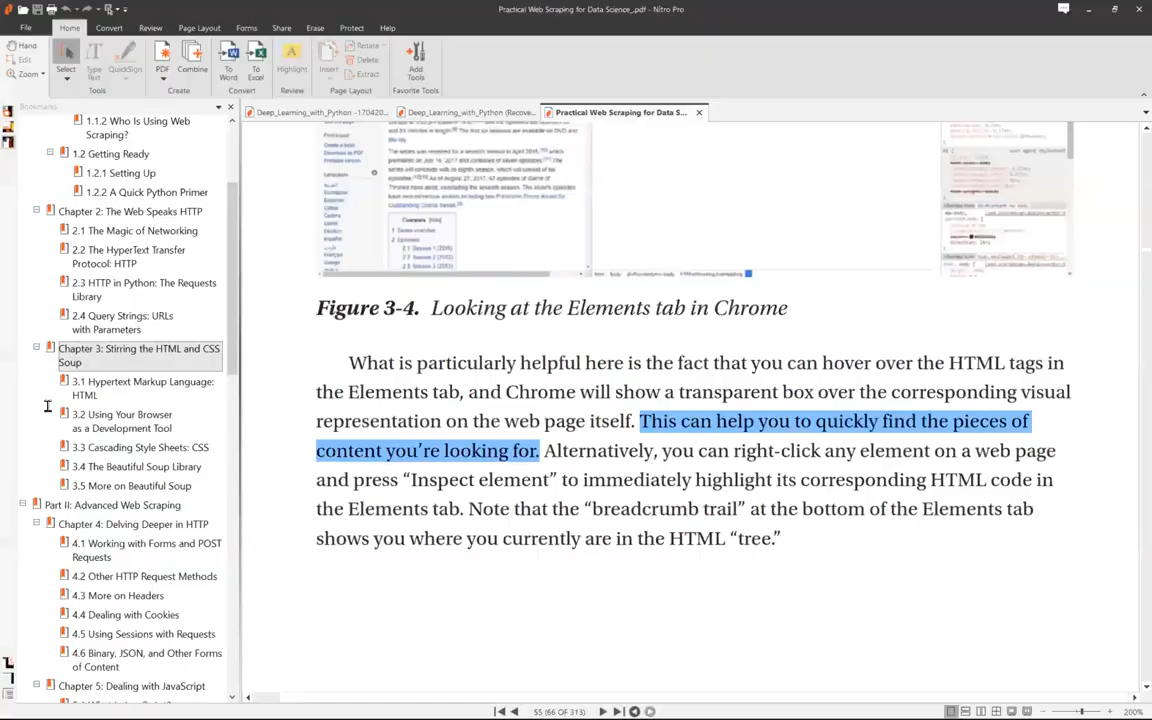 Practical Web Scraping for Data Science_.pdf - Nitro Pro
File Home Convert Review Page Layout Forms Share Erase Protect Help
Hand
Edit
Zoom
Select
Type Text
QuickSign
PDF
Combine
To Word
To Excel
Highlight
Insert
Rotate
Delete
Extract
Add Tools
Tools Create Convert Review Page Layout Favorite Tools
Bookmarks
Deep_Learning_with_Python -170420...
Deep_Learning_with_Python (Recove...
Practical Web Scraping for Data S...
1.1.2 Who Is Using Web
Scraping?
1.2 Getting Ready
1.2.1 Setting Up
1.2.2 A Quick Python Primer
Chapter 2: The Web Speaks HTTP
2.1 The Magic of Networking
2.2 The HyperText Transfer
Protocol: HTTP
2.3 HTTP in Python: The Requests
Library
2.4 Query Strings: URLs
with Parameters
Chapter 3: Stirring the HTML and CSS
Soup
3.1 Hypertext Markup Language:
HTML
3.2 Using Your Browser
as a Development Tool
3.3 Cascading Style Sheets: CSS
3.4 The Beautiful Soup Library
3.5 More on Beautiful Soup
Part II: Advanced Web Scraping
Chapter 4: Delving Deeper in HTTP
4.1 Working with Forms and POST
Requests
4.2 Other HTTP Request Methods
4.3 More on Headers
4.4 Dealing with Cookies
4.5 Using Sessions with Requests
4.6 Binary, JSON, and Other Forms
of Content
Chapter 5: Dealing with JavaScript
Contents [hide]
Figure 3-4. Looking at the Elements tab in Chrome
What is particularly helpful here is the fact that you can hover over the HTML tags in
the Elements tab, and Chrome will show a transparent box over the corresponding visual
representation on the web page itself. This can help you to quickly find the pieces of
content you're looking for. Alternatively, you can right-click any element on a web page
and press “Inspect element” to immediately highlight its corresponding HTML code in
the Elements tab. Note that the “breadcrumb trail” at the bottom of the Elements tab
shows you where you currently are in the HTML “tree.”
55 (66 OF 313)
200%